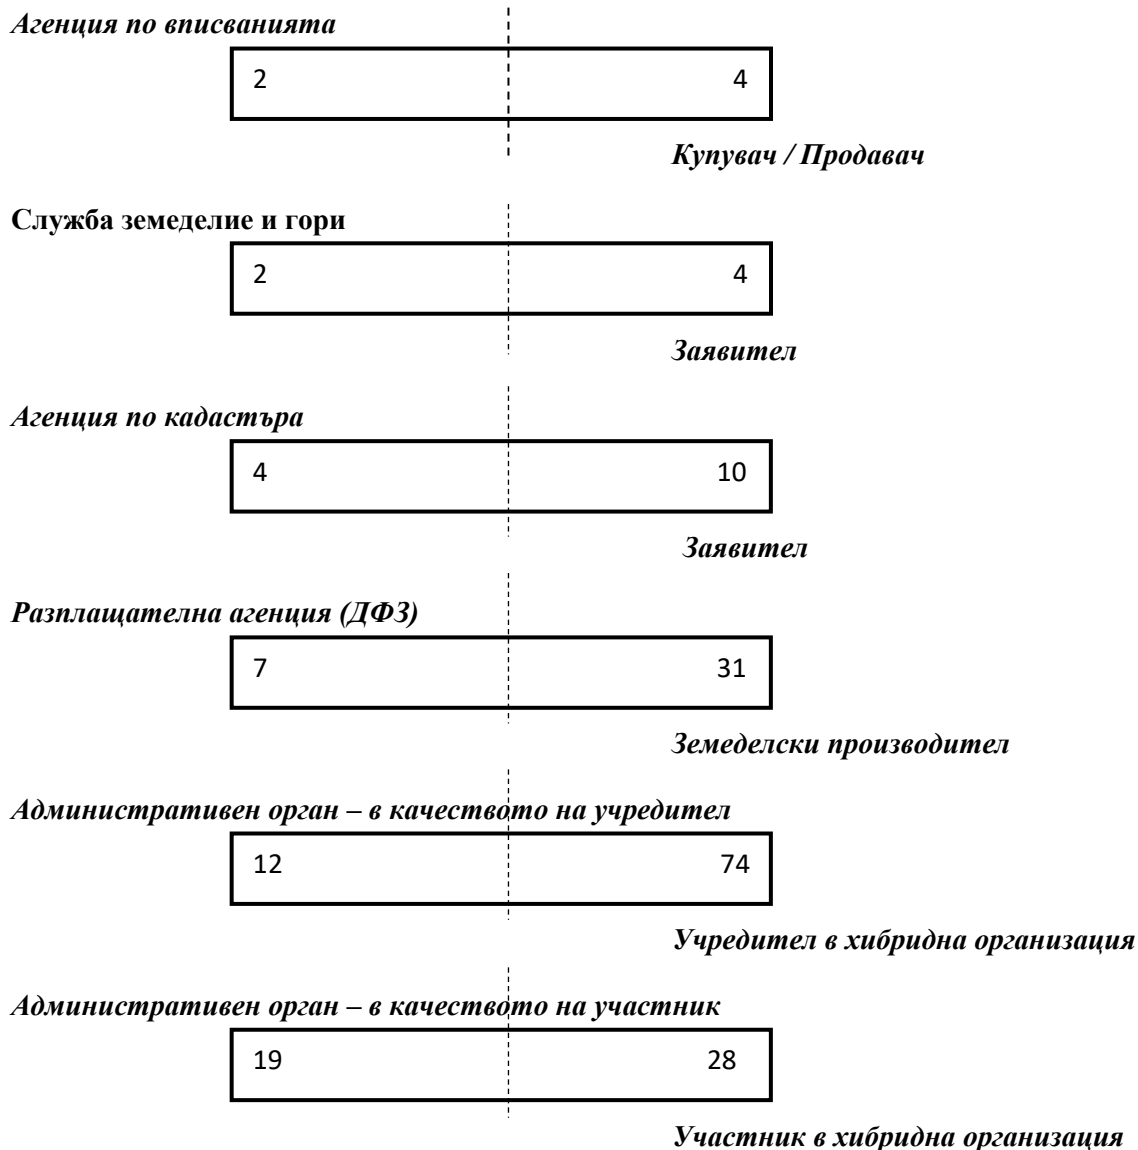 Агенция по вписванията
2 4
Купувач / Продавач
Служба земеделие и гори
2 4
Заявител
Агенция по кадастъра
4 10
Заявител
Разплащателна агенция (ДФЗ)
7 31
Земеделски производител
Административен орган – в качеството на учредител
12 74
Учредител в хибридна организация
Административен орган – в качеството на участник
19 28
Участник в хибридна организация